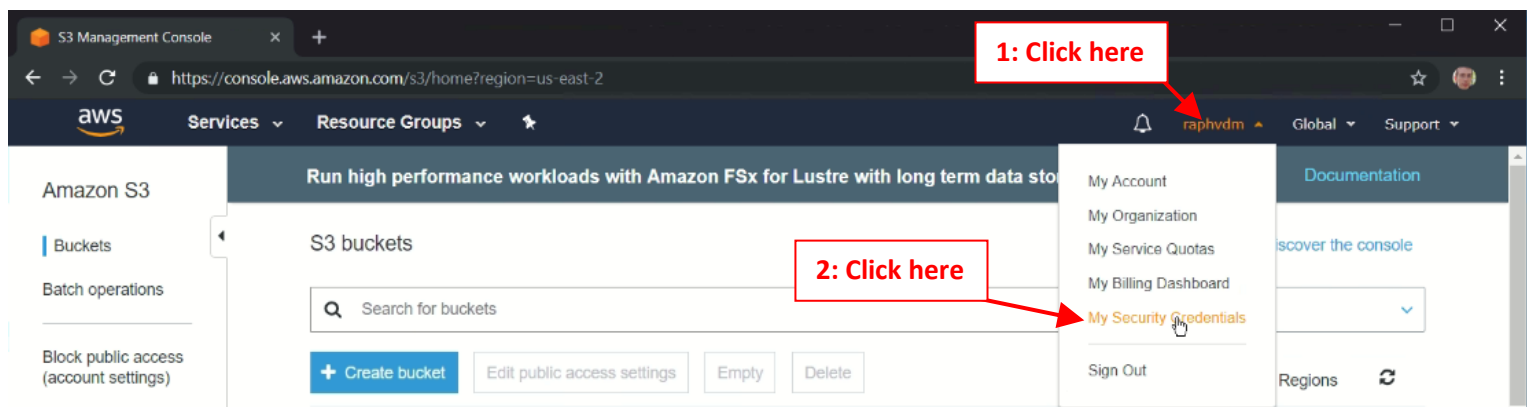 S3 Management Console
1: Click here
https://console.aws.amazon.com/s3/home?region=us-east-2
aws Services Resource Groups raphvdm Global Support
Amazon S3
Run high performance workloads with Amazon FSx for Lustre with long term data
Documentation
My Account
My Organization
Buckets
S3 buckets
My Service Quotas
iscover the console
2: Click here
Batch operations
My Billing Dashboard
Search for buckets
My Security Credentials
Block public access
(account settings)
Create bucket Edit public access settings Empty Delete
Sign Out
Regions